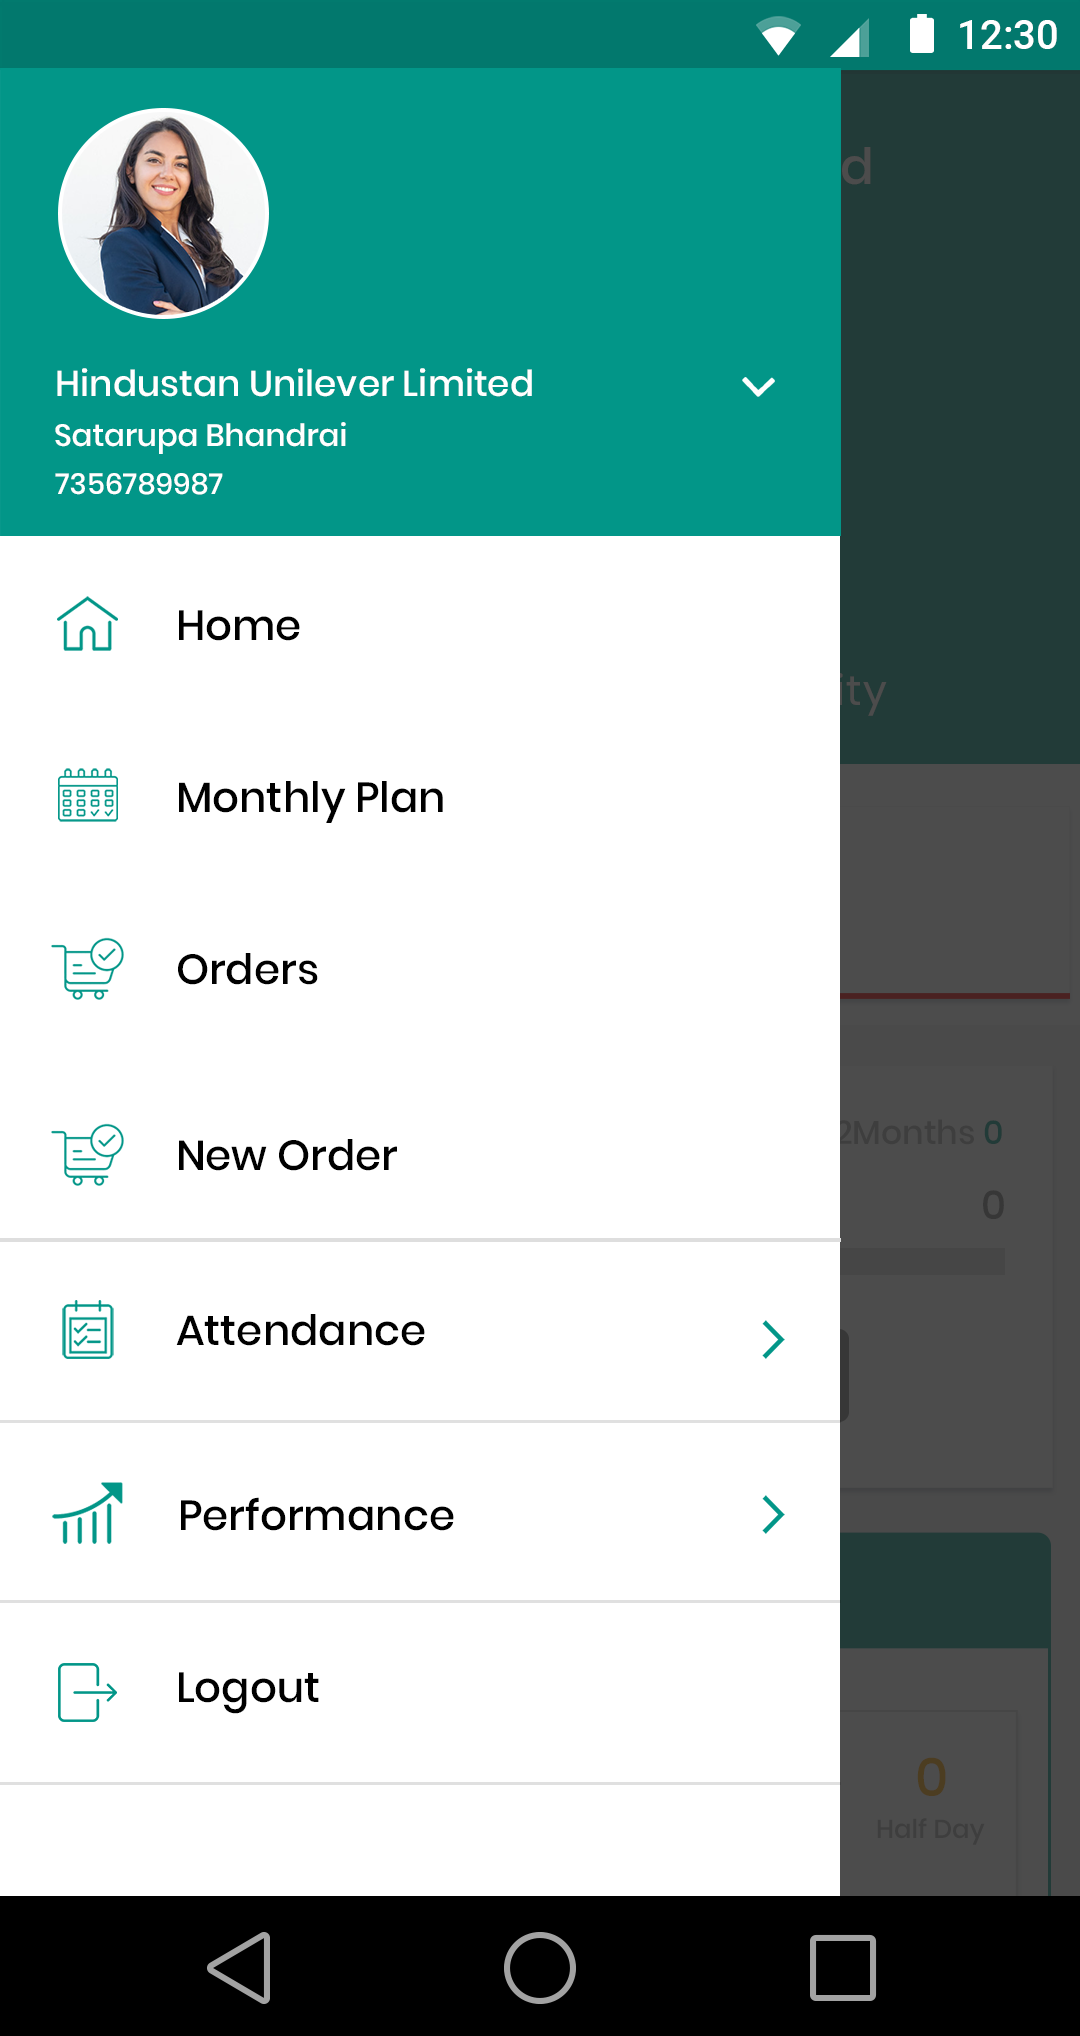 12:30
d
Hindustan Unilever Limited
Satarupa Bhandrai
7356789987
Home
ity
Monthly Plan
Orders
2Months 0
New Order
0
Attendance
Performance
Logout
0
Half Day